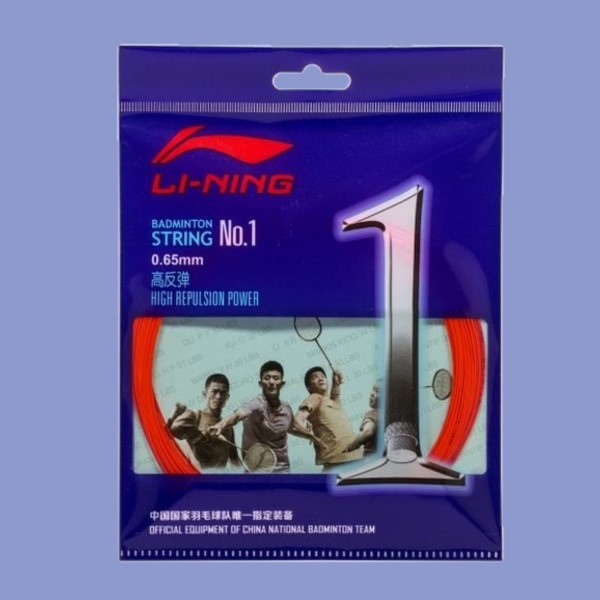 LI-NING
BADMINTON
STRING No.1
0.65mm
高反弹
HIGH REPULSION POWER
1
中国国家羽毛球队唯一指定装备
OFFICIAL EQUIPMENT OF CHINA NATIONAL BADMINTON TEAM